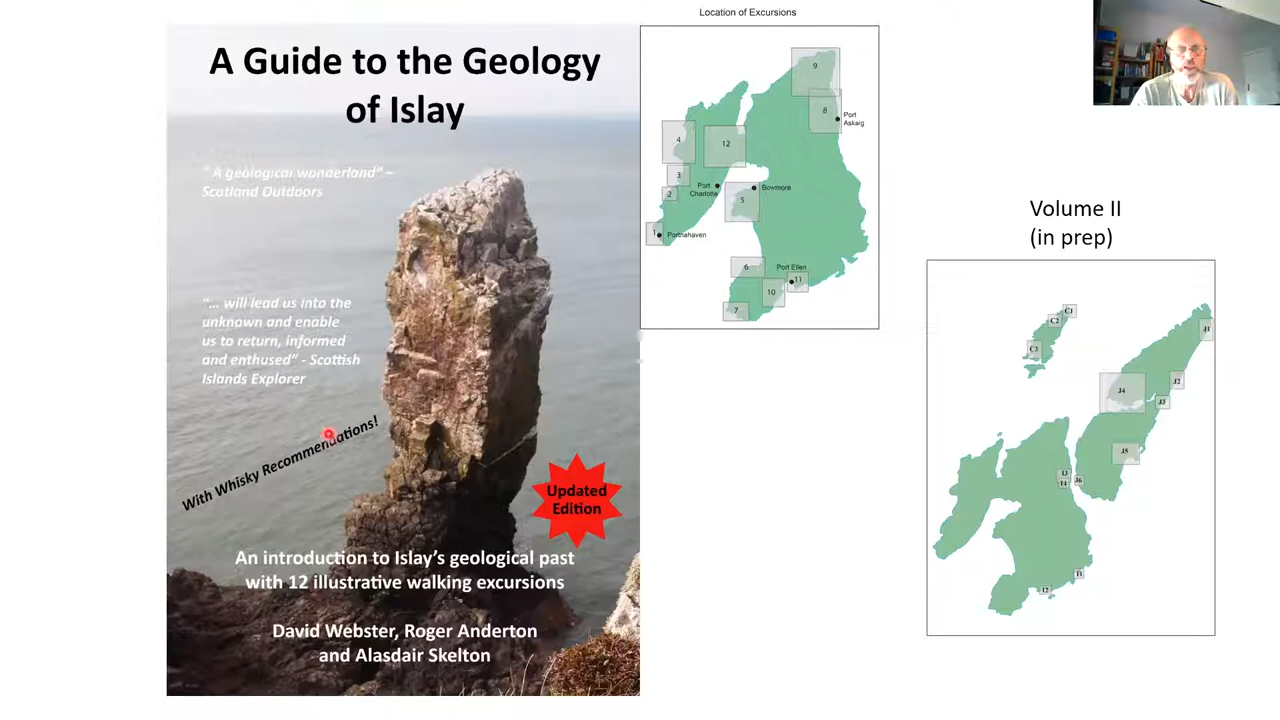 A Guide to the Geology
of Islay
" A geological wonderland" –
Scotland Outdoors
"... will lead us into the
unknown and enable
us to return, informed
and enthused" - Scottish
Islands Explorer
With Whisky Recommendations!
Updated
Edition
An introduction to Islay's geological past
with 12 illustrative walking excursions
David Webster, Roger Anderton
and Alasdair Skelton
Location of Excursions
9
8
Port
Askaig
4
12
3
2
Port
Charlotte
Bowmore
5
1
Portnahaven
6
Port Ellen
11
10
7
Volume II
(in prep)
C1
C2
C3
J1
J2
J3
J4
J5
I3
I4
J6
I1
I2